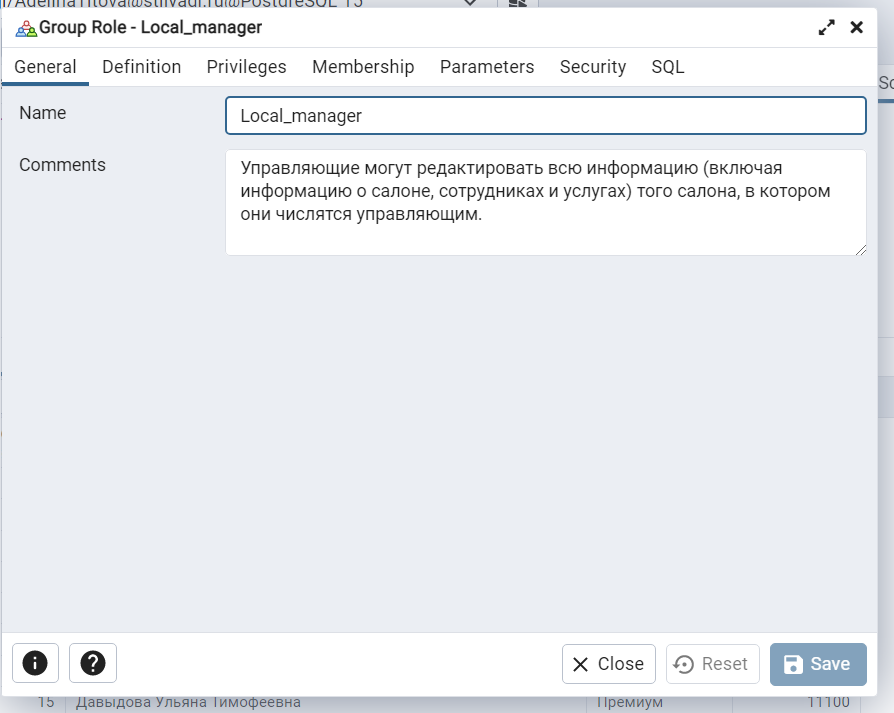 Group Role - Local_manager
General Definition Privileges Membership Parameters Security SQL
Name
Local_manager
Comments
Управляющие могут редактировать всю информацию (включая
информацию о салоне, сотрудниках и услугах) того салона, в котором
они числятся управляющим.
Close Reset Save
15 Давыдова Ульяна Тимофеевна Премиум 11100